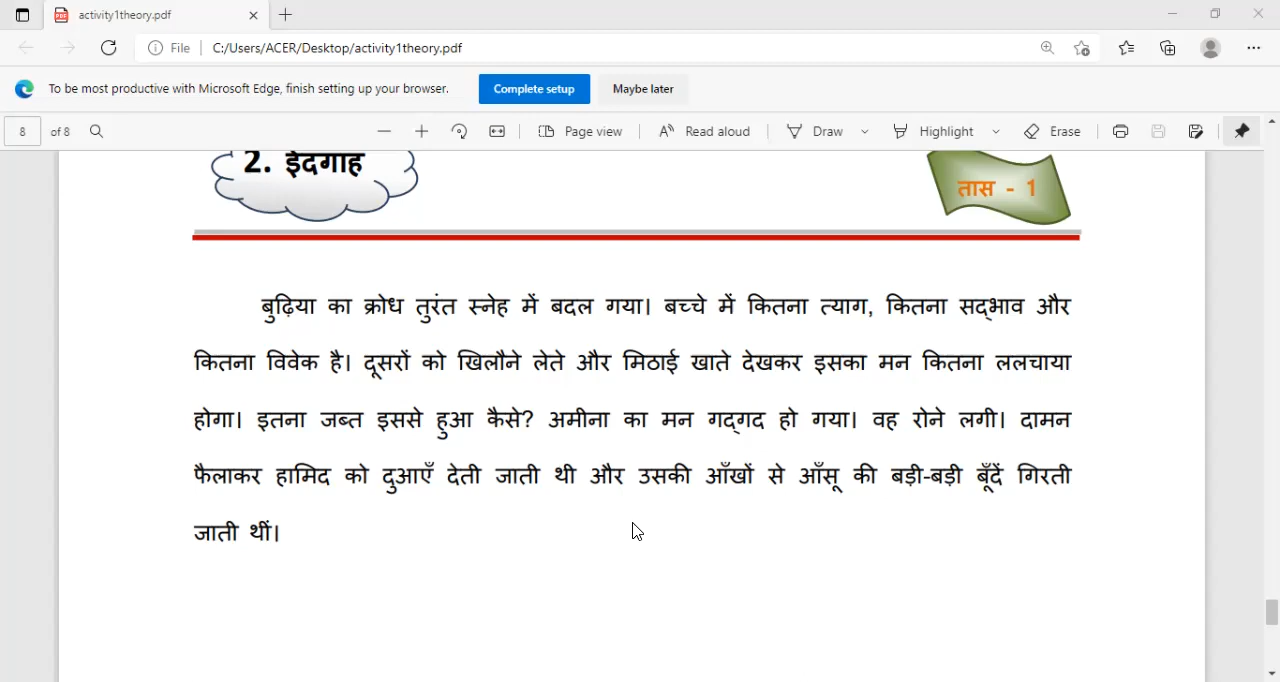 activity1theory.pdf
File C:/Users/ACER/Desktop/activity1theory.pdf
To be most productive with Microsoft Edge, finish setting up your browser. Complete setup Maybe later
8 of 8 Page view Read aloud Draw Highlight Erase
2. ईदगाह
तास - 1
बुढ़िया का क्रोध तुरंत स्नेह में बदल गया। बच्चे में कितना त्याग, कितना सद्भाव और
कितना विवेक है। दूसरों को खिलौने लेते और मिठाई खाते देखकर इसका मन कितना ललचाया
होगा। इतना जब्त इससे हुआ कैसे? अमीना का मन गद्गद हो गया। वह रोने लगी। दामन
फैलाकर हामिद को दुआएँ देती जाती थी और उसकी आँखों से आँसू की बड़ी-बड़ी बूँदें गिरती
जाती थीं।